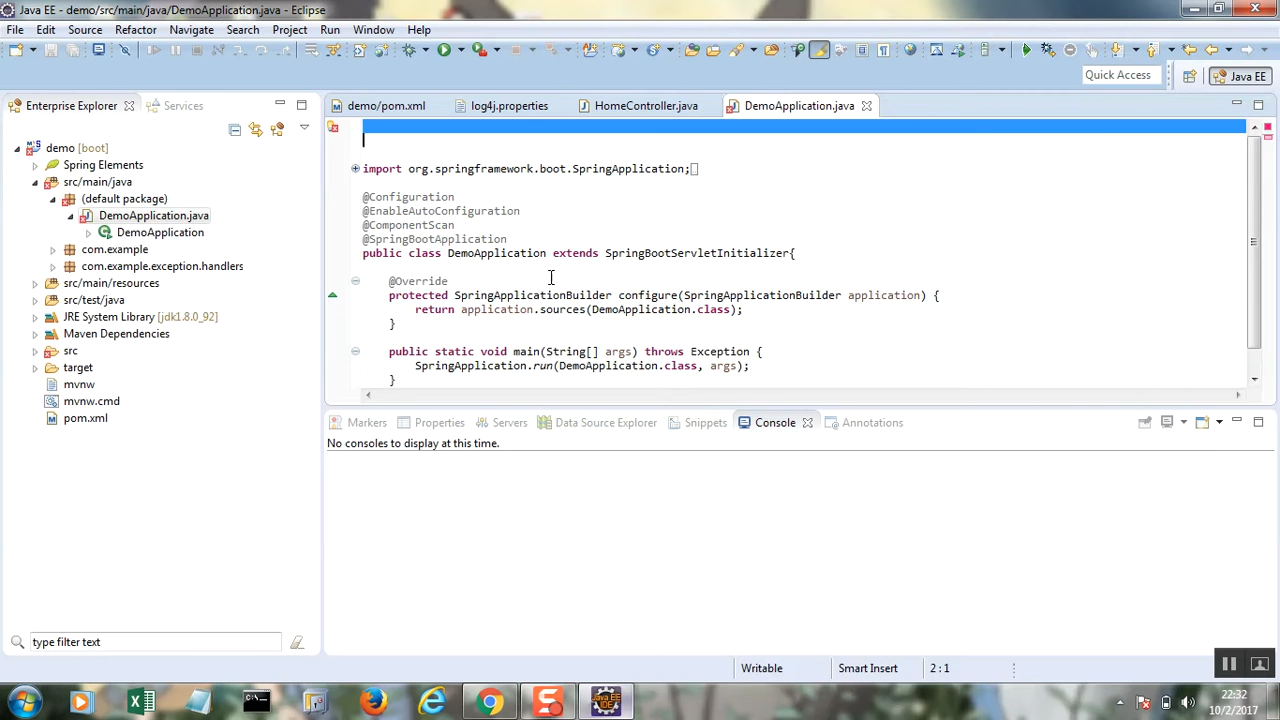 Java EE - demo/src/main/java/DemoApplication.java - Eclipse
File Edit Source Refactor Navigate Search Project Run Window Help
Quick Access
Java EE
Enterprise Explorer
Services
demo/pom.xml
log4j.properties
HomeController.java
DemoApplication.java
demo [boot]
Spring Elements
src/main/java
(default package)
DemoApplication.java
DemoApplication
com.example
com.example.exception.handlers
src/main/resources
src/test/java
JRE System Library [jdk1.8.0_92]
Maven Dependencies
src
target
mvnw
mvnw.cmd
pom.xml
type filter text
import org.springframework.boot.SpringApplication;
@Configuration
@EnableAutoConfiguration
@ComponentScan
@SpringBootApplication
public class DemoApplication extends SpringBootServletInitializer{
@Override
protected SpringApplicationBuilder configure(SpringApplicationBuilder application) {
return application.sources(DemoApplication.class);
}
public static void main(String[] args) throws Exception {
SpringApplication.run(DemoApplication.class, args);
}
Markers Properties Servers Data Source Explorer Snippets Console Annotations
No consoles to display at this time.
Writable Smart Insert 2 : 1
22:32
10/2/2017